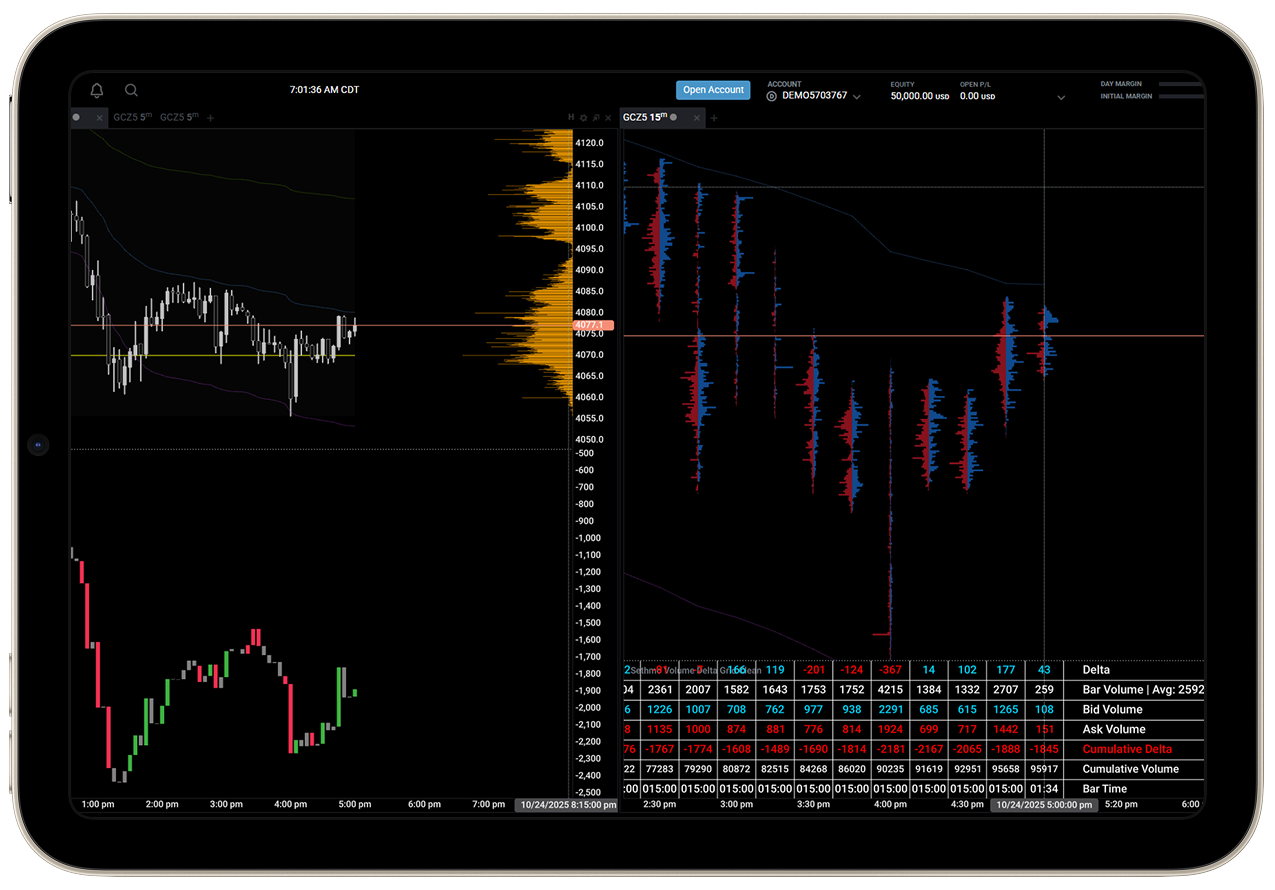 7:01:36 AM CDT
Open Account
ACCOUNT
DEMO5703767
EQUITY
50,000.00 USD
OPEN P/L
0.00 USD
DAY MARGIN
INITIAL MARGIN
GCZ5 5m GCZ5 5m +
H
GCZ5 15m
4120.0
4115.0
4110.0
4105.0
4100.0
4095.0
4090.0
4085.0
4080.0
4077.1
4075.0
4070.0
4065.0
4060.0
4055.0
4050.0
-500
-600
-700
-800
-900
-1,000
-1,100
-1,200
-1,300
-1,400
-1,500
-1,600
-1,700
-1,800
-1,900
-2,000
-2,100
-2,200
-2,300
-2,400
-2,500
1:00 pm 2:00 pm 3:00 pm 4:00 pm 5:00 pm 6:00 pm 7:00 pm 10/24/2025 8:15:00 pm
2 166 119 -201 -124 -367 14 102 177 43 Delta
04 2361 2007 1582 1643 1753 1752 4215 1384 1332 2707 259 Bar Volume | Avg: 2592
6 1226 1007 708 762 977 938 2291 685 615 1265 108 Bid Volume
8 1135 1000 874 881 776 814 1924 699 717 1442 151 Ask Volume
76 -1767 -1774 -1608 -1489 -1690 -1814 -2181 -2167 -2065 -1888 -1845 Cumulative Delta
22 77283 79290 80872 82515 84268 86020 90235 91619 92951 95658 95917 Cumulative Volume
:00 015:00 015:00 015:00 015:00 015:00 015:00 015:00 015:00 015:00 015:00 01:34 Bar Time
2:30 pm 3:00 pm 3:30 pm 4:00 pm 4:30 pm 10/24/2025 5:00:00 pm 5:20 pm 6:00